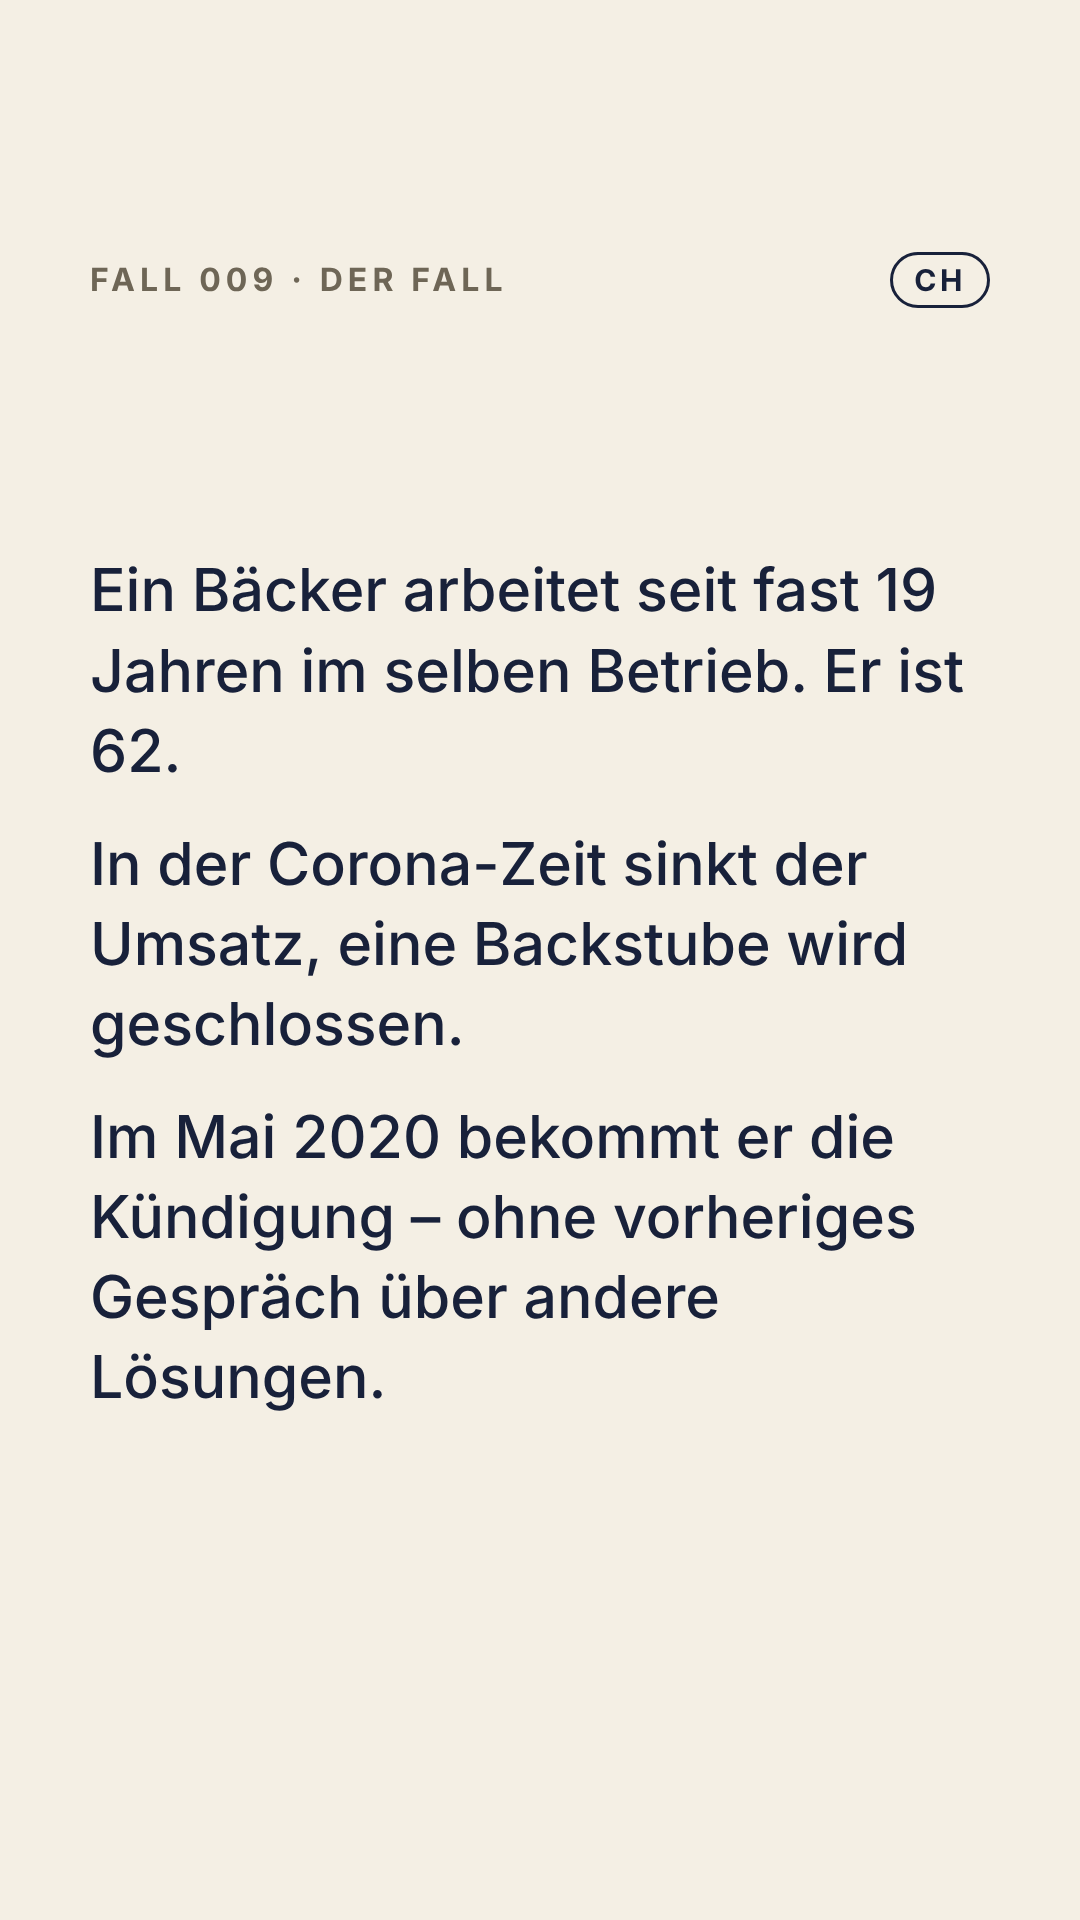 FALL 009 · DER FALL
CH
Ein Bäcker arbeitet seit fast 19
Jahren im selben Betrieb. Er ist
62.
In der Corona-Zeit sinkt der
Umsatz, eine Backstube wird
geschlossen.
Im Mai 2020 bekommt er die
Kündigung – ohne vorheriges
Gespräch über andere
Lösungen.